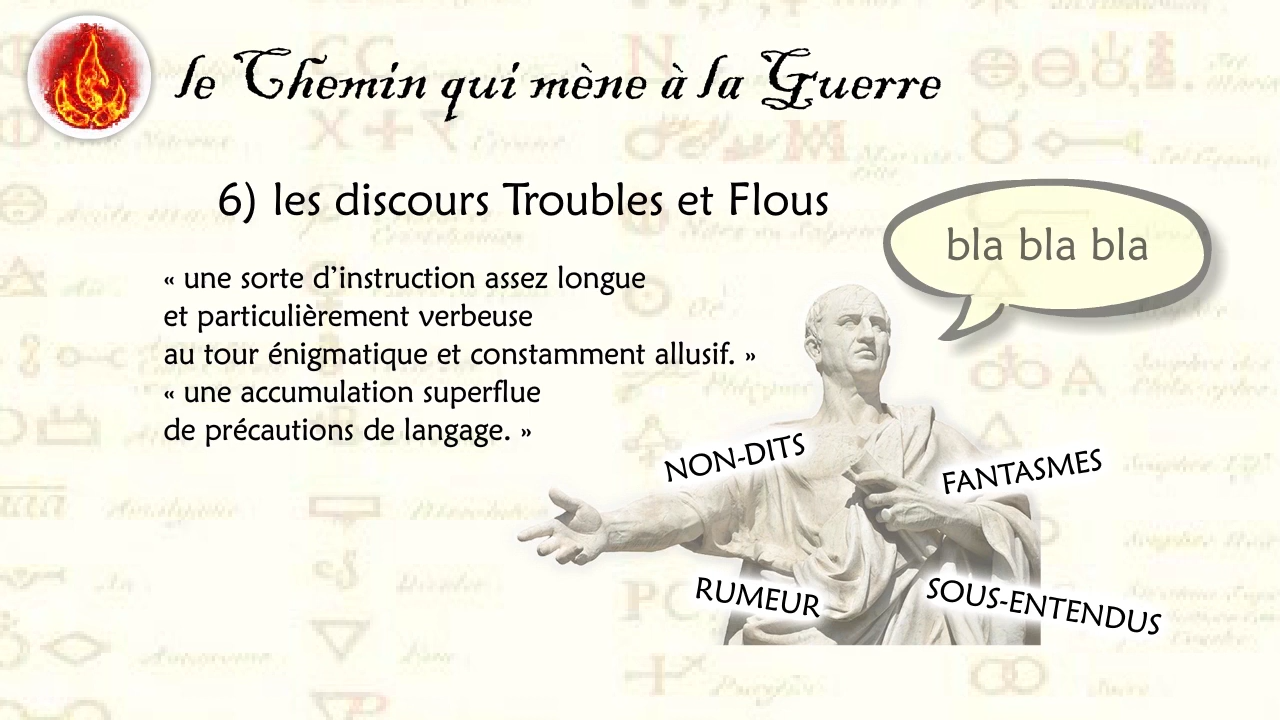 le Chemin qui mène à la Guerre
6) les discours Troubles et Flous
bla bla bla
« une sorte d’instruction assez longue
et particulièrement verbeuse
au tour énigmatique et constamment allusif. »
« une accumulation superflue
de précautions de langage. »
NON-DITS
FANTASMES
RUMEUR
SOUS-ENTENDUS